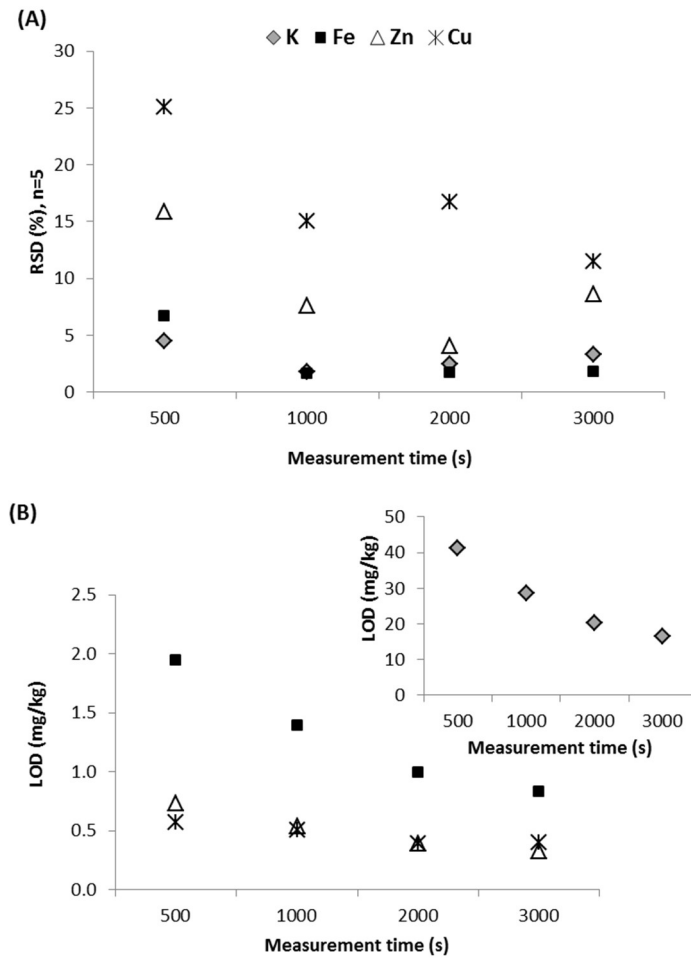 (A)
K Fe Zn Cu
30
25
20
15
10
5
0
RSD (%), n=5
500 1000 2000 3000
Measurement time (s)
(B)
50
40
30
20
10
0
LOD (mg/kg)
500 1000 2000 3000
Measurement time (s)
2.5
2.0
1.5
1.0
0.5
0.0
LOD (mg/kg)
500 1000 2000 3000
Measurement time (s)